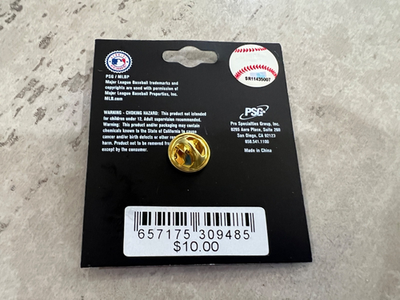 PSG / MLBP
Major League Baseball trademarks and
copyrights are used with permission of
Major League Baseball Properties, Inc.
MLB.com
SR11435007
WARNING - CHOKING HAZARD: This product not intended
for children under 12. Adult supervision recommended.
Warning: This product and/or packaging may contain
chemicals known to the State of California to cause
cancer and/or birth defects or other
harm. Product not to be removed from
except by the consumer.
PSG
Pro Specialties Group, Inc.
San Diego, CA 92123
858.541.1100
Made in China
657175 309485
$10.00